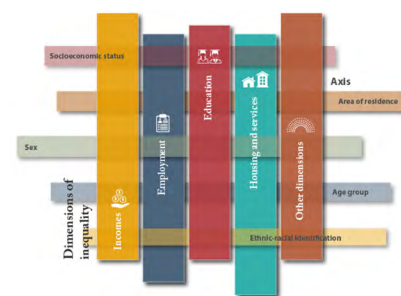 Socioeconomic status
Axis
Area of residence
Sex
Age group
Ethnic-racial identification
Dimensions of
inequality
Incomes
Employment
Education
Housing and services
Other dimensions